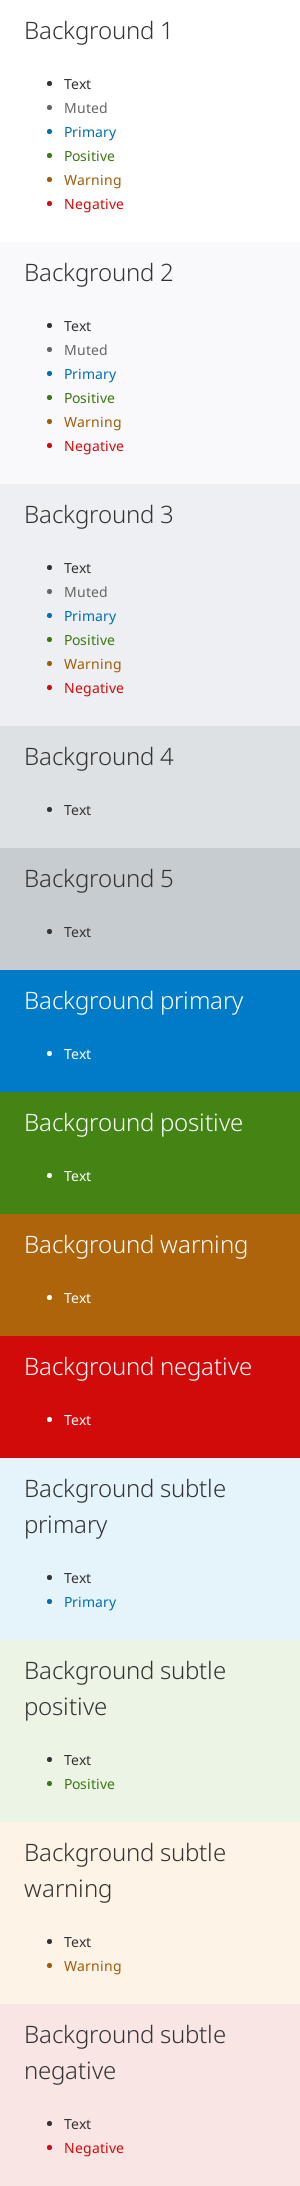 Background 1
Text
Muted
Primary
Positive
Warning
Negative
Background 2
Text
Muted
Primary
Positive
Warning
Negative
Background 3
Text
Muted
Primary
Positive
Warning
Negative
Background 4
Text
Background 5
Text
Background primary
Text
Background positive
Text
Background warning
Text
Background negative
Text
Background subtle
primary
Text
Primary
Background subtle
positive
Text
Positive
Background subtle
warning
Text
Warning
Background subtle
negative
Text
Negative